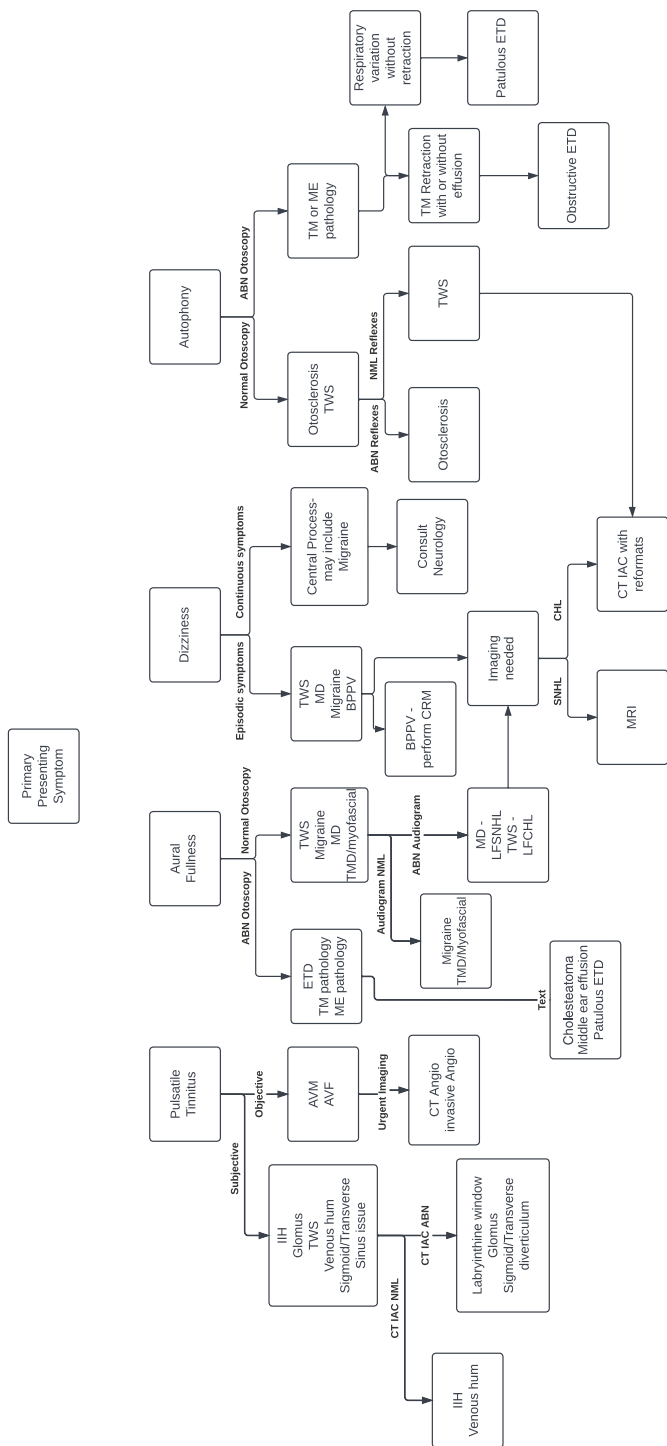 Primary
Presenting
Symptom
Pulsatile
Tinnitus
Aural
Fullness
Dizziness
Autophony
Subjective
Objective
ABN Otoscopy
Normal Otoscopy
Episodic symptoms
Continuous symptoms
Normal Otoscopy
ABN Otoscopy
IIH
Glomus
TWS
Venous hum
Sigmoid/Transverse
Sinus issue
AVM
AVF
ETD
TM pathology
ME pathology
TWS
Migraine
MD
TMD/myofascial
TWS
MD
Migraine
BPPV
Central Process-
may include
Migraine
Otosclerosis
TWS
TM or ME
pathology
Respiratory
variation
without
retraction
CT IAC NML
CT IAC ABN
Urgent Imaging
Audiogram NML
ABN Audiogram
ABN Reflexes
NML Reflexes
IIH
Venous hum
Labryinthine window
Glomus
Sigmoid/Transverse
diverticulum
CT Angio
invasive Angio
Migraine
TMD/Myofascial
MD -
LFSNHL
TWS -
LFCHL
BPPV -
perform CRM
Imaging
needed
Consult
Neurology
Otosclerosis
TWS
TM Retraction
with or without
effusion
Patulous ETD
Obstructive ETD
Text
Cholesteatoma
Middle ear effusion
Patulous ETD
SNHL
CHL
MRI
CT IAC with
reformats